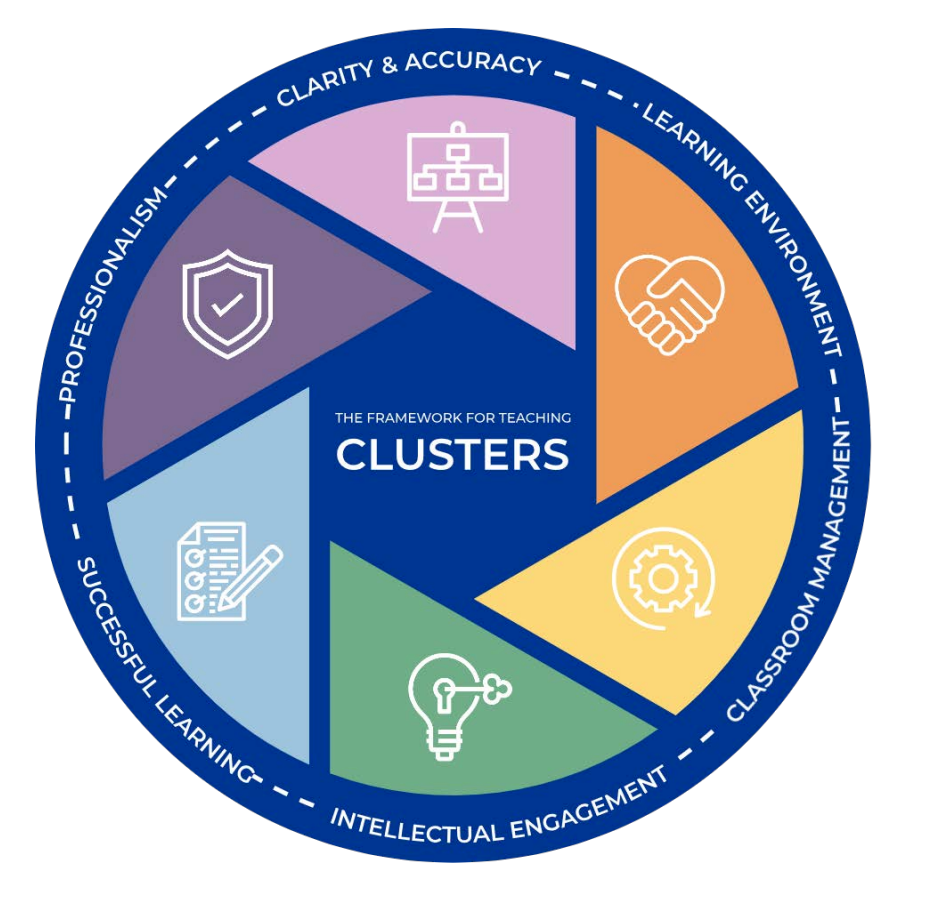 CLARITY & ACCURACY
LEARNING ENVIRONMENT
CLASSROOM MANAGEMENT
INTELLECTUAL ENGAGEMENT
SUCCESSFUL LEARNING
PROFESSIONALISM
THE FRAMEWORK FOR TEACHING
CLUSTERS